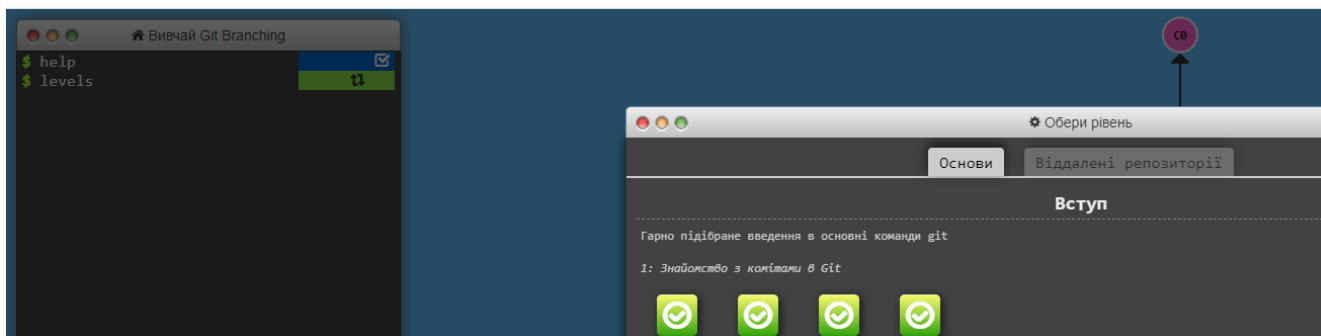 Вивчай Git Branching
$ help
$ levels
C0
Обери рівень
Основи
Віддалені репозиторії
Вступ
Гарно підібране введення в основні команди git
1: Знайомство з комітами в Git